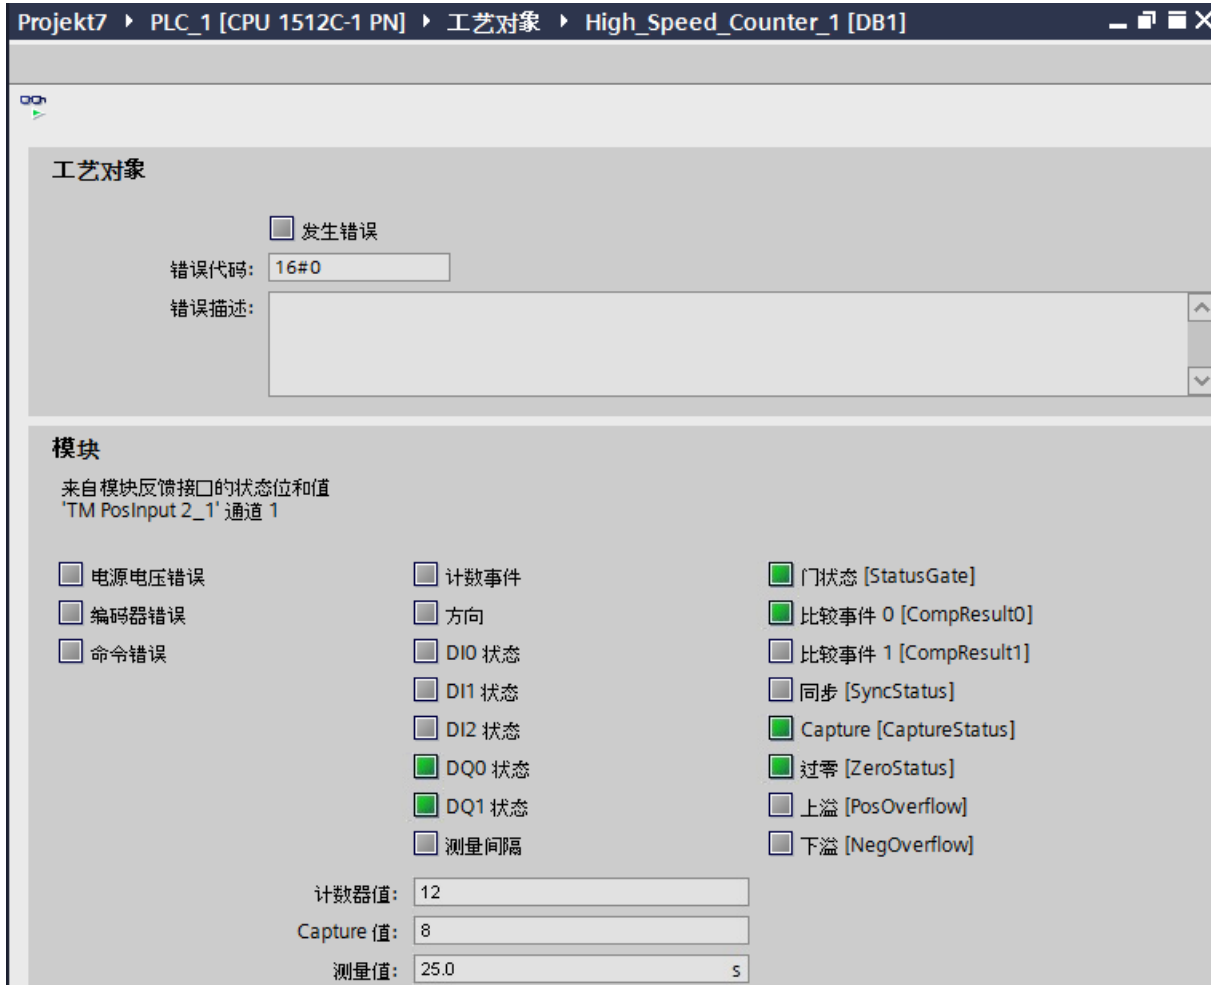 Projekt7 ▸ PLC_1 [CPU 1512C-1 PN] ▸ 工艺对象 ▸ High_Speed_Counter_1 [DB1]
工艺对象
发生错误
错误代码: 16#0
错误描述:
模块
来自模块反馈接口的状态位和值
'TM PosInput 2_1' 通道 1
电源电压错误 计数事件 门状态 [StatusGate]
编码器错误 方向 比较事件 0 [CompResult0]
命令错误 DI0 状态 比较事件 1 [CompResult1]
DI1 状态 同步 [SyncStatus]
DI2 状态 Capture [CaptureStatus]
DQ0 状态 过零 [ZeroStatus]
DQ1 状态 上溢 [PosOverflow]
测量间隔 下溢 [NegOverflow]
计数器值: 12
Capture 值: 8
测量值: 25.0 s